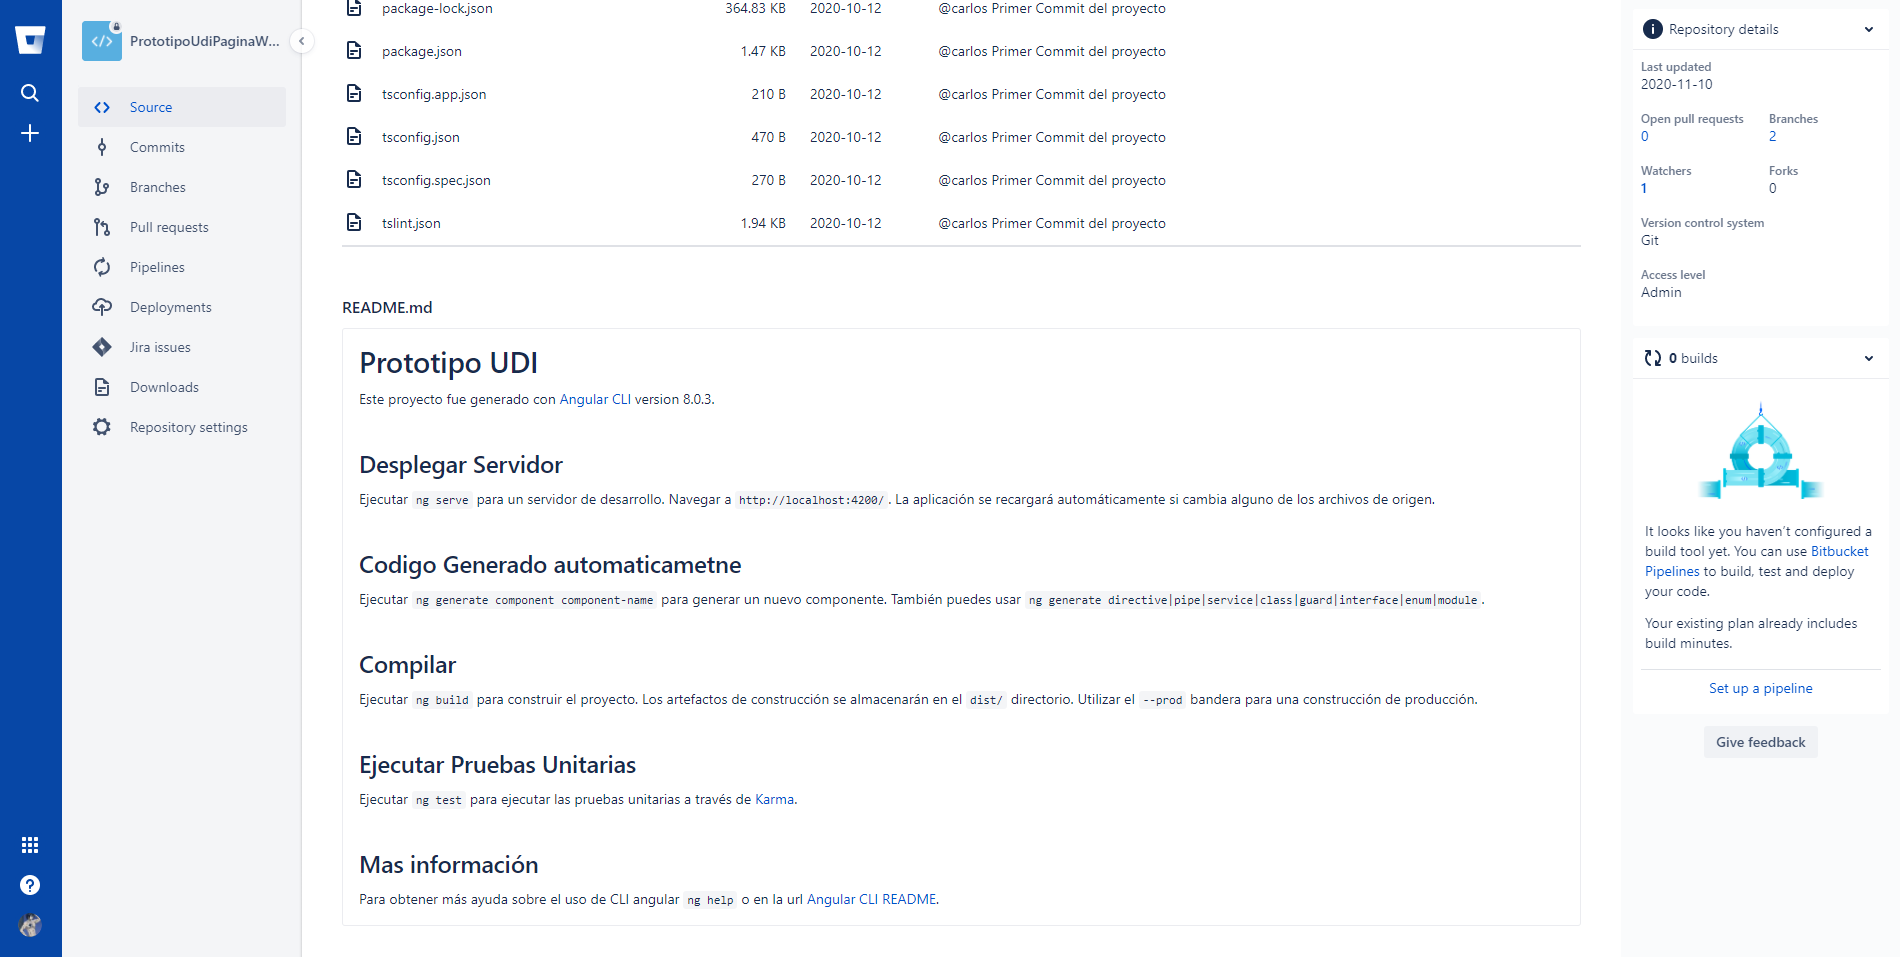 PrototipoUdiPaginaW...
Source
Commits
Branches
Pull requests
Pipelines
Deployments
Jira issues
Downloads
Repository settings
package-lock.json 364.83 KB 2020-10-12 @carlos Primer Commit del proyecto
package.json 1.47 KB 2020-10-12 @carlos Primer Commit del proyecto
tsconfig.app.json 210 B 2020-10-12 @carlos Primer Commit del proyecto
tsconfig.json 470 B 2020-10-12 @carlos Primer Commit del proyecto
tsconfig.spec.json 270 B 2020-10-12 @carlos Primer Commit del proyecto
tslint.json 1.94 KB 2020-10-12 @carlos Primer Commit del proyecto
README.md
Prototipo UDI
Este proyecto fue generado con Angular CLI version 8.0.3.
Desplegar Servidor
Ejecutar ng serve para un servidor de desarrollo. Navegar a http://localhost:4200/. La aplicación se recargará automáticamente si cambia alguno de los archivos de origen.
Codigo Generado automaticametne
Ejecutar ng generate component component-name para generar un nuevo componente. También puedes usar ng generate directive|pipe|service|class|guard|interface|enum|module.
Compilar
Ejecutar ng build para construir el proyecto. Los artefactos de construcción se almacenarán en el dist/ directorio. Utilizar el --prod bandera para una construcción de producción.
Ejecutar Pruebas Unitarias
Ejecutar ng test para ejecutar las pruebas unitarias a través de Karma.
Mas información
Para obtener más ayuda sobre el uso de CLI angular ng help o en la url Angular CLI README.
Repository details
Last updated
2020-11-10
Open pull requests Branches
0 2
Watchers Forks
1 0
Version control system
Git
Access level
Admin
0 builds
It looks like you haven't configured a
build tool yet. You can use Bitbucket
Pipelines to build, test and deploy
your code.
Your existing plan already includes
build minutes.
Set up a pipeline
Give feedback